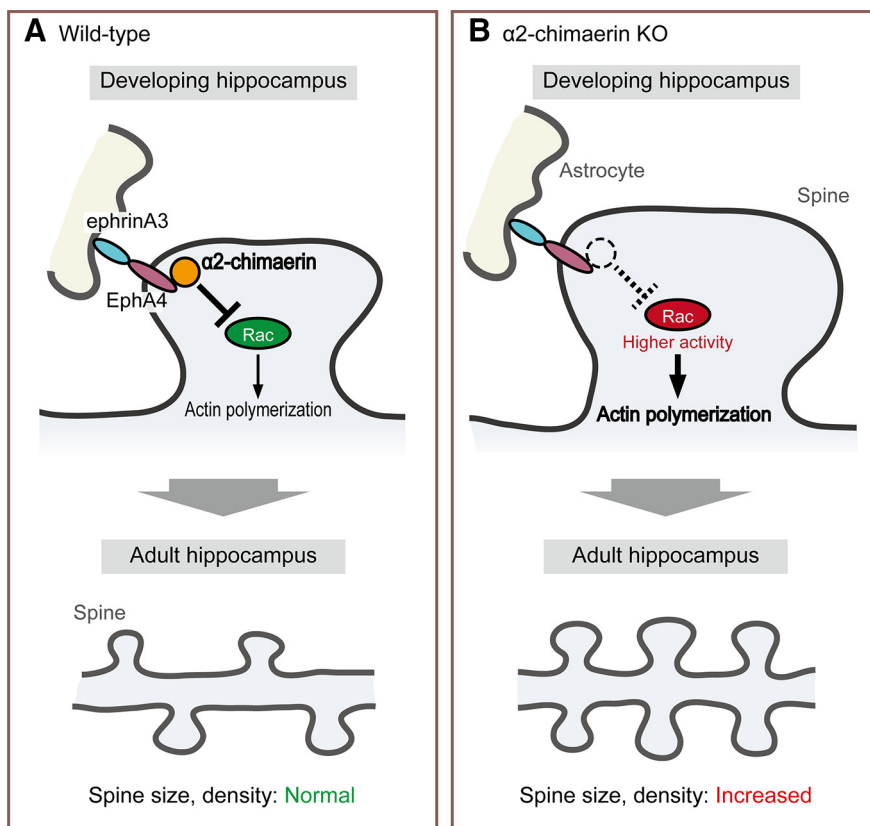 A Wild-type
Developing hippocampus
ephrinA3
α2-chimaerin
EphA4
Rac
Actin polymerization
Adult hippocampus
Spine
Spine size, density: Normal
B α2-chimaerin KO
Developing hippocampus
Astrocyte
Spine
Rac
Higher activity
Actin polymerization
Adult hippocampus
Spine size, density: Increased